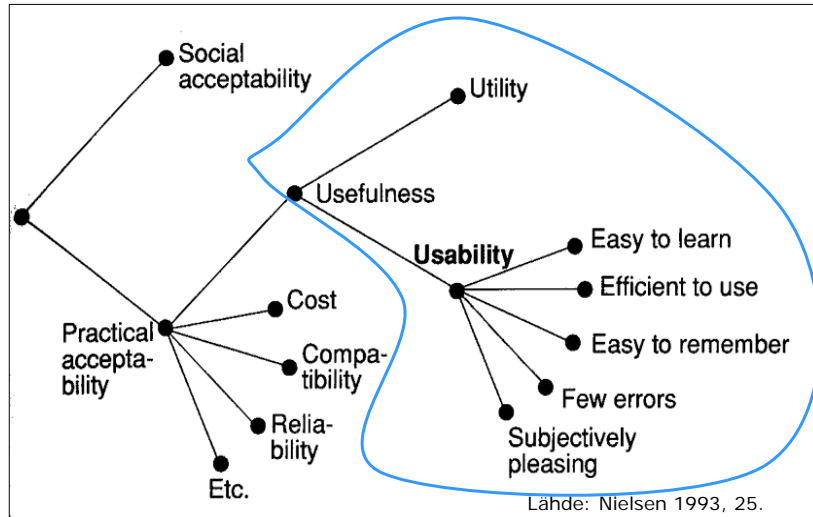 Social
acceptability
Utility
Usefulness
Usability
Easy to learn
Efficient to use
Easy to remember
Few errors
Subjectively
pleasing
Practical
accepta-
bility
Cost
Compa-
tibility
Relia-
bility
Etc.
Lähde: Nielsen 1993, 25.